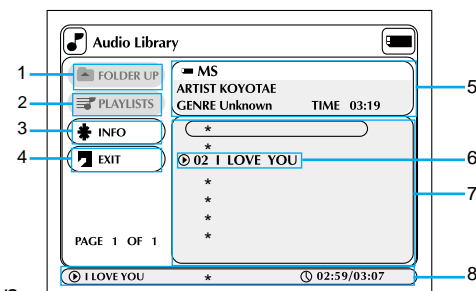 Audio Library
1 FOLDER UP
2 PLAYLISTS
3 INFO
4 EXIT
PAGE 1 OF 1
MS
ARTIST KOYOTAE
GENRE Unknown TIME 03:19
5
*
*
02 I LOVE YOU 6
*
*
*
*
7
I LOVE YOU * 02:59/03:07 8